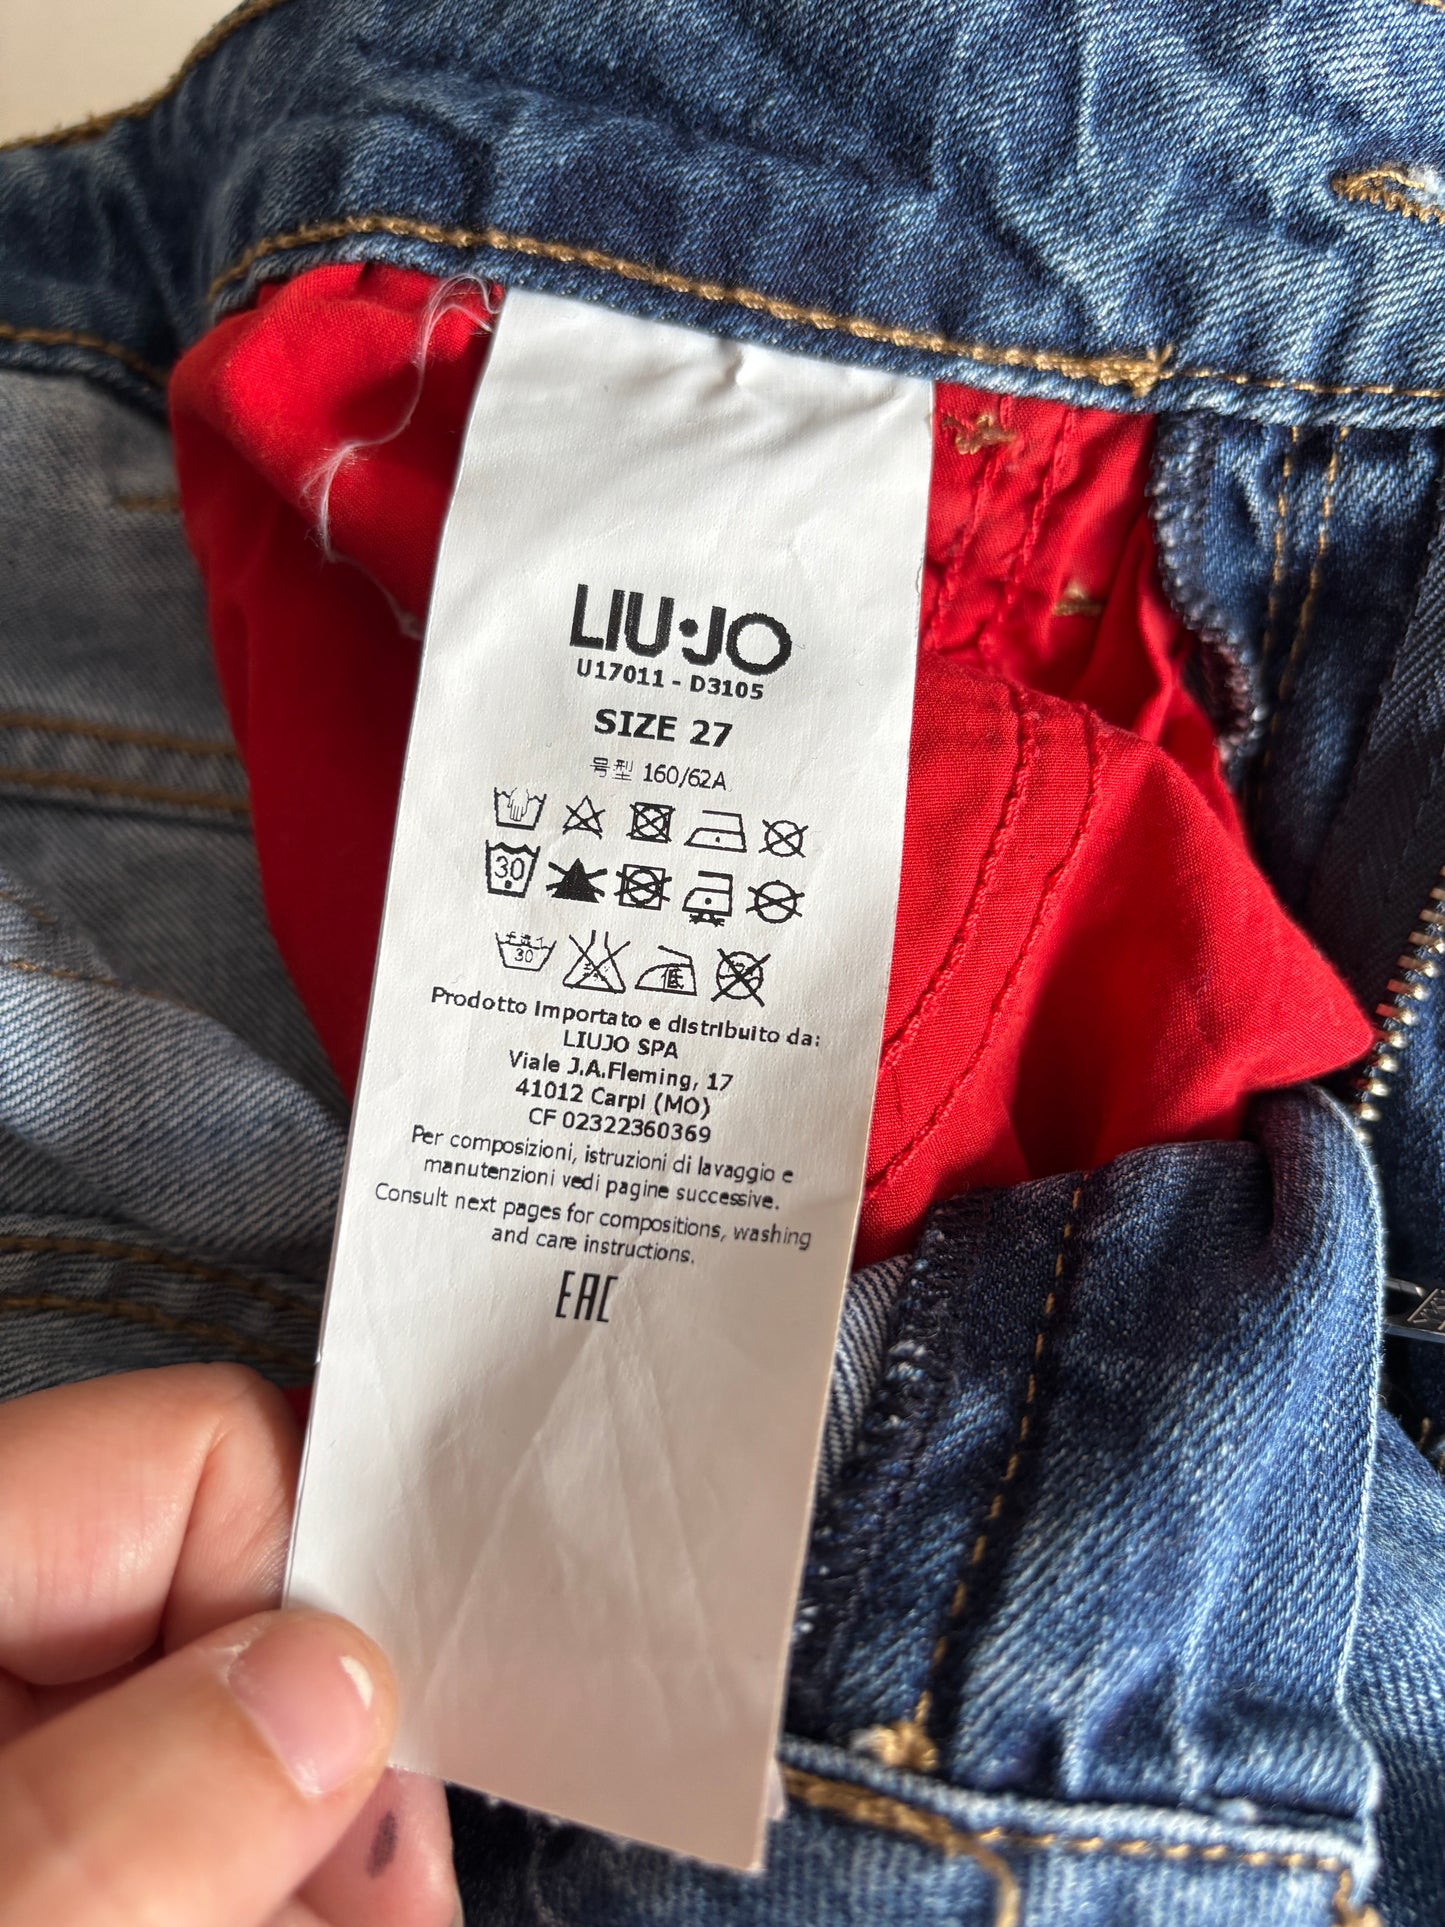 LIU·JO
U17011 - D3105
SIZE 27
号型 160/62A
30
30
低
Prodotto importato e distribuito da:
LIUJO SPA
Viale J.A.Fleming, 17
41012 Carpi (MO)
CF 02322360369
Per composizioni, istruzioni di lavaggio e
manutenzioni vedi pagine successive.
Consult next pages for compositions, washing
and care instructions.
EAC